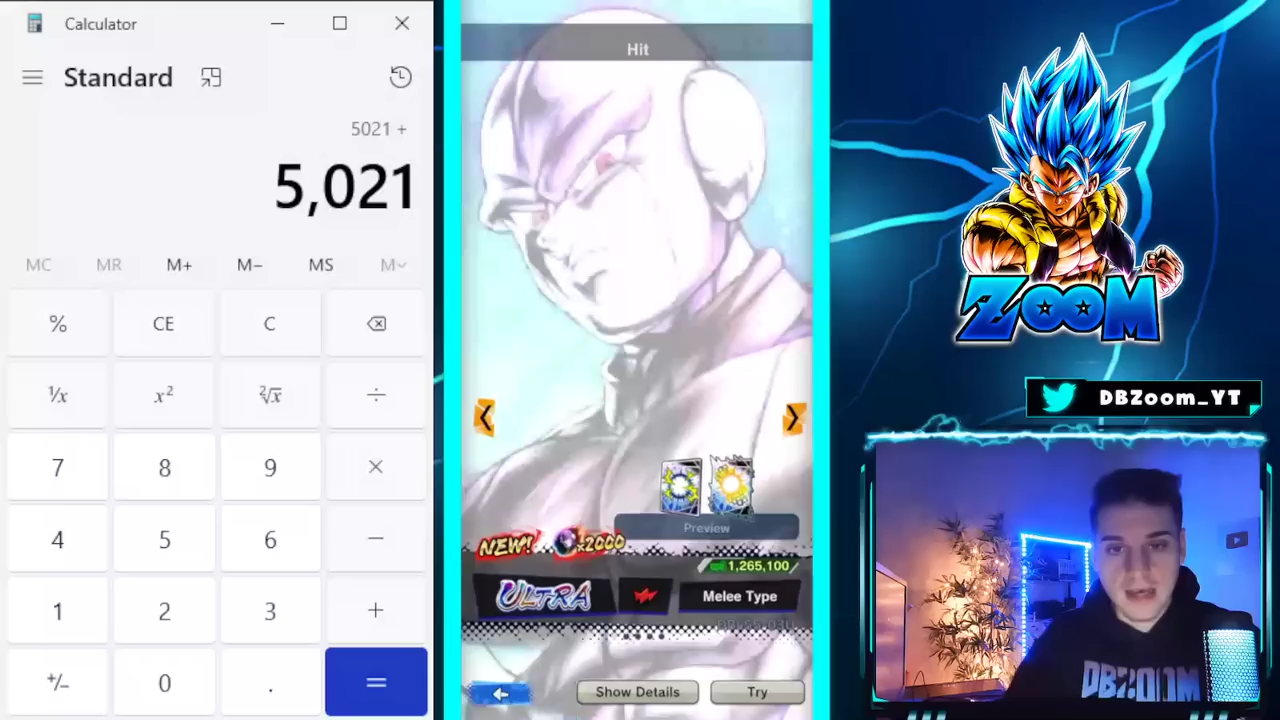 Calculator
Standard
5021 +
5,021
MC MR M+ M− MS M˅
% CE C
¹/x x² ²√x ÷
7 8 9 ×
4 5 6 −
1 2 3 +
+/− 0 . =
Hit
Preview
NEW! x2000
1,265,100
ULTRA Melee Type
Show Details Try
ZOOM
DBZoom_YT
DBZOOM